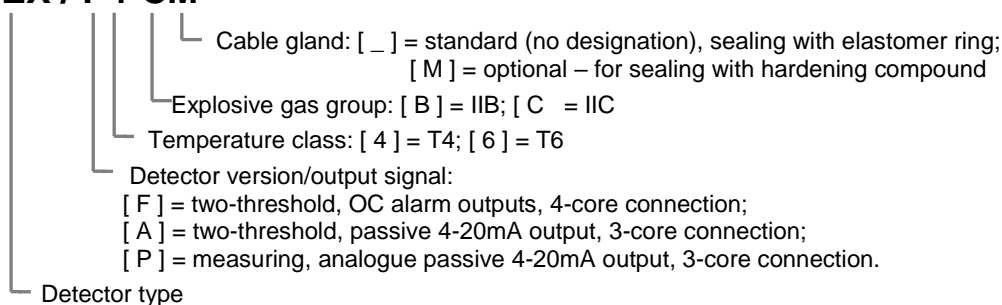 Cable gland: [ _ ] = standard (no designation), sealing with elastomer ring;
[ M ] = optional – for sealing with hardening compound
Explosive gas group: [ B ] = IIB; [ C = IIC
Temperature class: [ 4 ] = T4; [ 6 ] = T6
Detector version/output signal:
[ F ] = two-threshold, OC alarm outputs, 4-core connection;
[ A ] = two-threshold, passive 4-20mA output, 3-core connection;
[ P ] = measuring, analogue passive 4-20mA output, 3-core connection.
Detector type